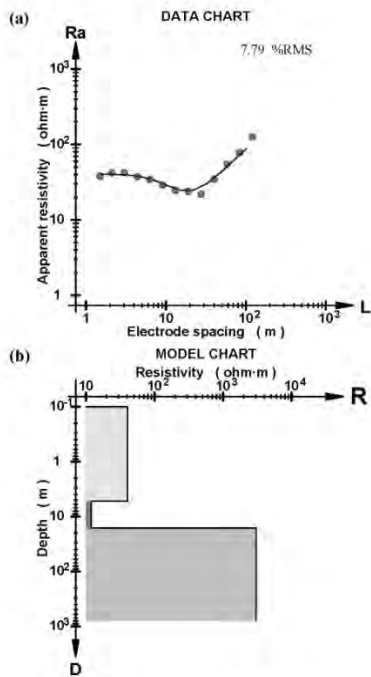 (a)
DATA CHART
Ra
7.79 %RMS
Apparent resistivity ( ohm·m )
10³
10²
10
1
1 10 10² 10³
L
Electrode spacing ( m )
(b)
MODEL CHART
Resistivity ( ohm·m )
10 10² 10³ 10⁴
R
Depth ( m )
10⁻¹
1
10
10²
10³
D